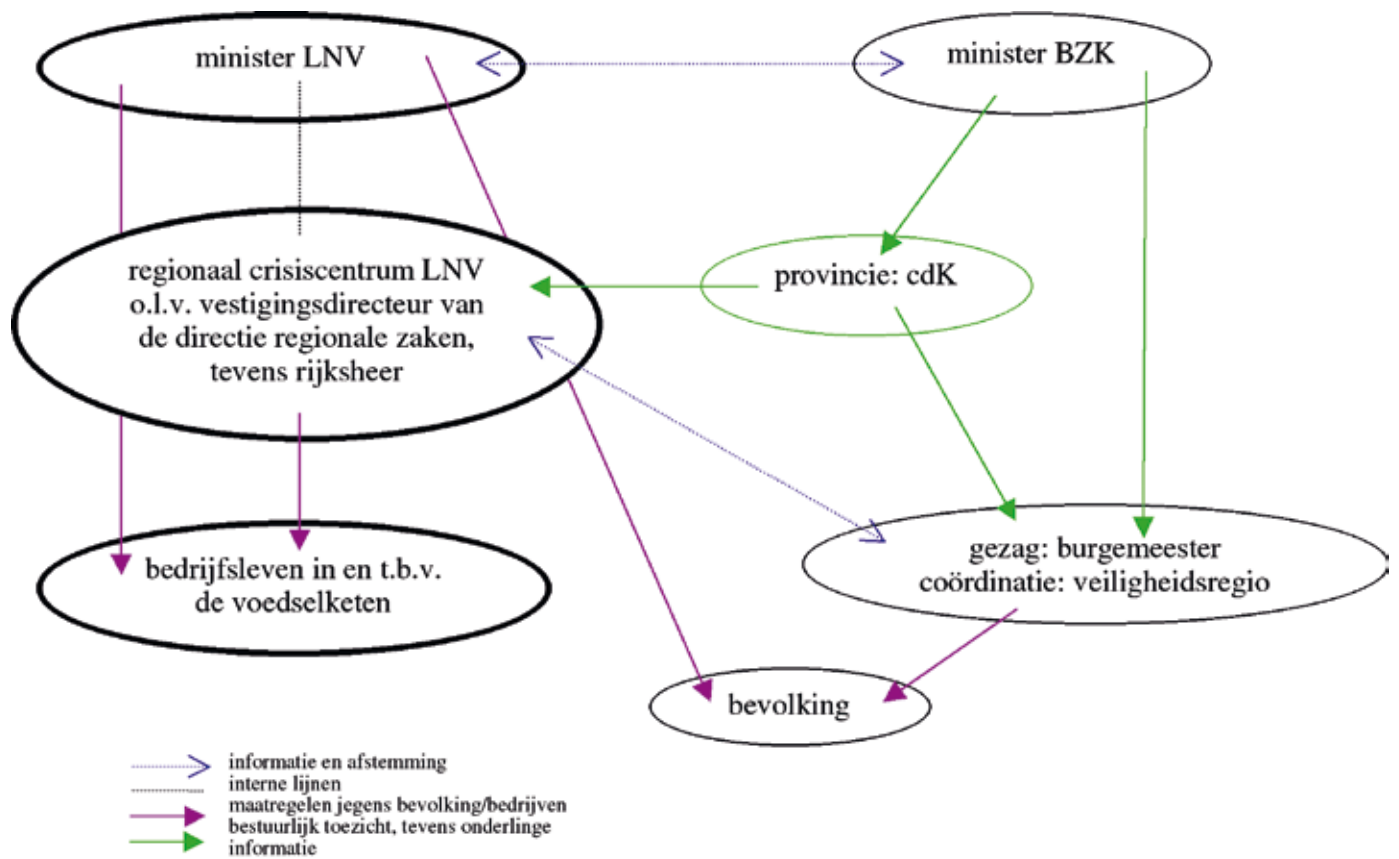 minister LNV
minister BZK
regionaal crisiscentrum LNV
o.l.v. vestigingsdirecteur van
de directie regionale zaken,
tevens rijksheer
provincie: cdK
bedrijfsleven in en t.b.v.
de voedselketen
gezag: burgemeester
coördinatie: veiligheidsregio
bevolking
informatie en afstemming
interne lijnen
maatregelen jegens bevolking/bedrijven
bestuurlijk toezicht, tevens onderlinge
informatie